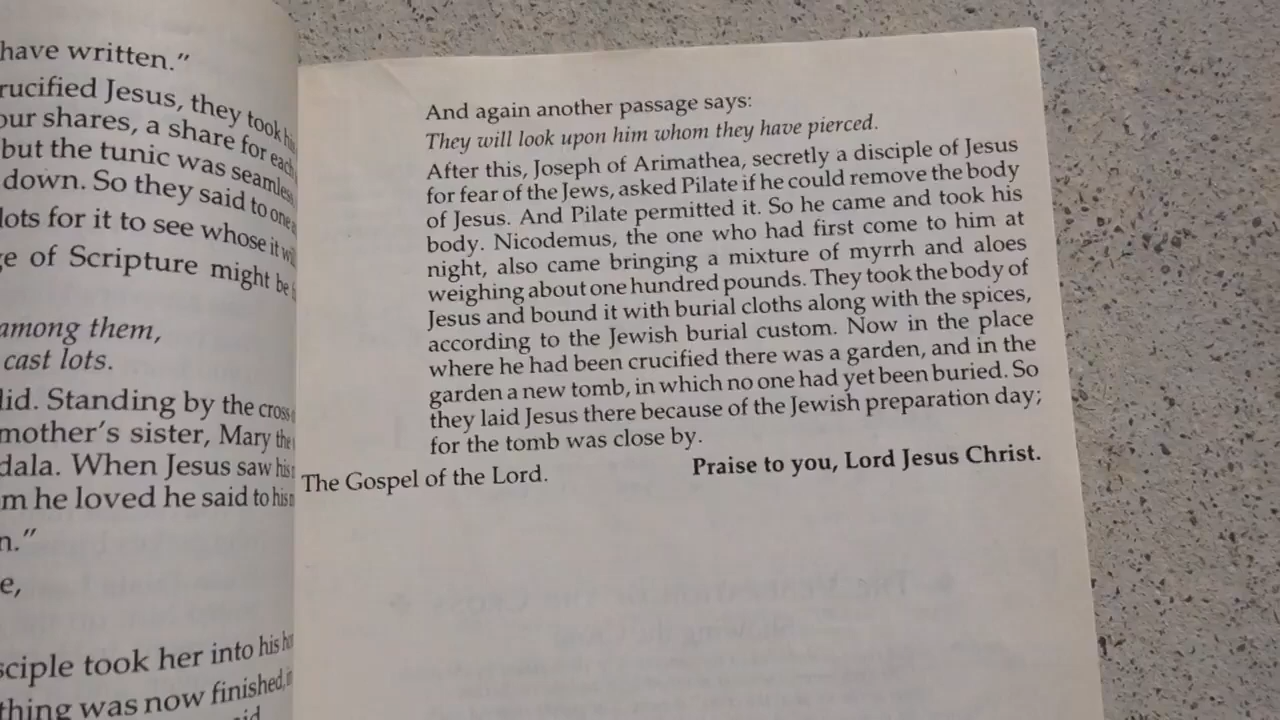 have written.”
rucified Jesus, they took his
our shares, a share for each
but the tunic was seamless
down. So they said to one
lots for it to see whose it
of Scripture might be
among them,
cast lots.
Standing by the cross
mother’s sister, Mary the
dala. When Jesus saw his
he loved he said to his
n.”
e,
sciple took her into his
thing was now finished,
And again another passage says:
They will look upon him whom they have pierced.
After this, Joseph of Arimathea, secretly a disciple of Jesus
for fear of the Jews, asked Pilate if he could remove the body
of Jesus. And Pilate permitted it. So he came and took his
body. Nicodemus, the one who had first come to him at
night, also came bringing a mixture of myrrh and aloes
weighing about one hundred pounds. They took the body of
Jesus and bound it with burial cloths along with the spices,
according to the Jewish burial custom. Now in the place
where he had been crucified there was a garden, and in the
garden a new tomb, in which no one had yet been buried. So
they laid Jesus there because of the Jewish preparation day;
for the tomb was close by.
The Gospel of the Lord. Praise to you, Lord Jesus Christ.